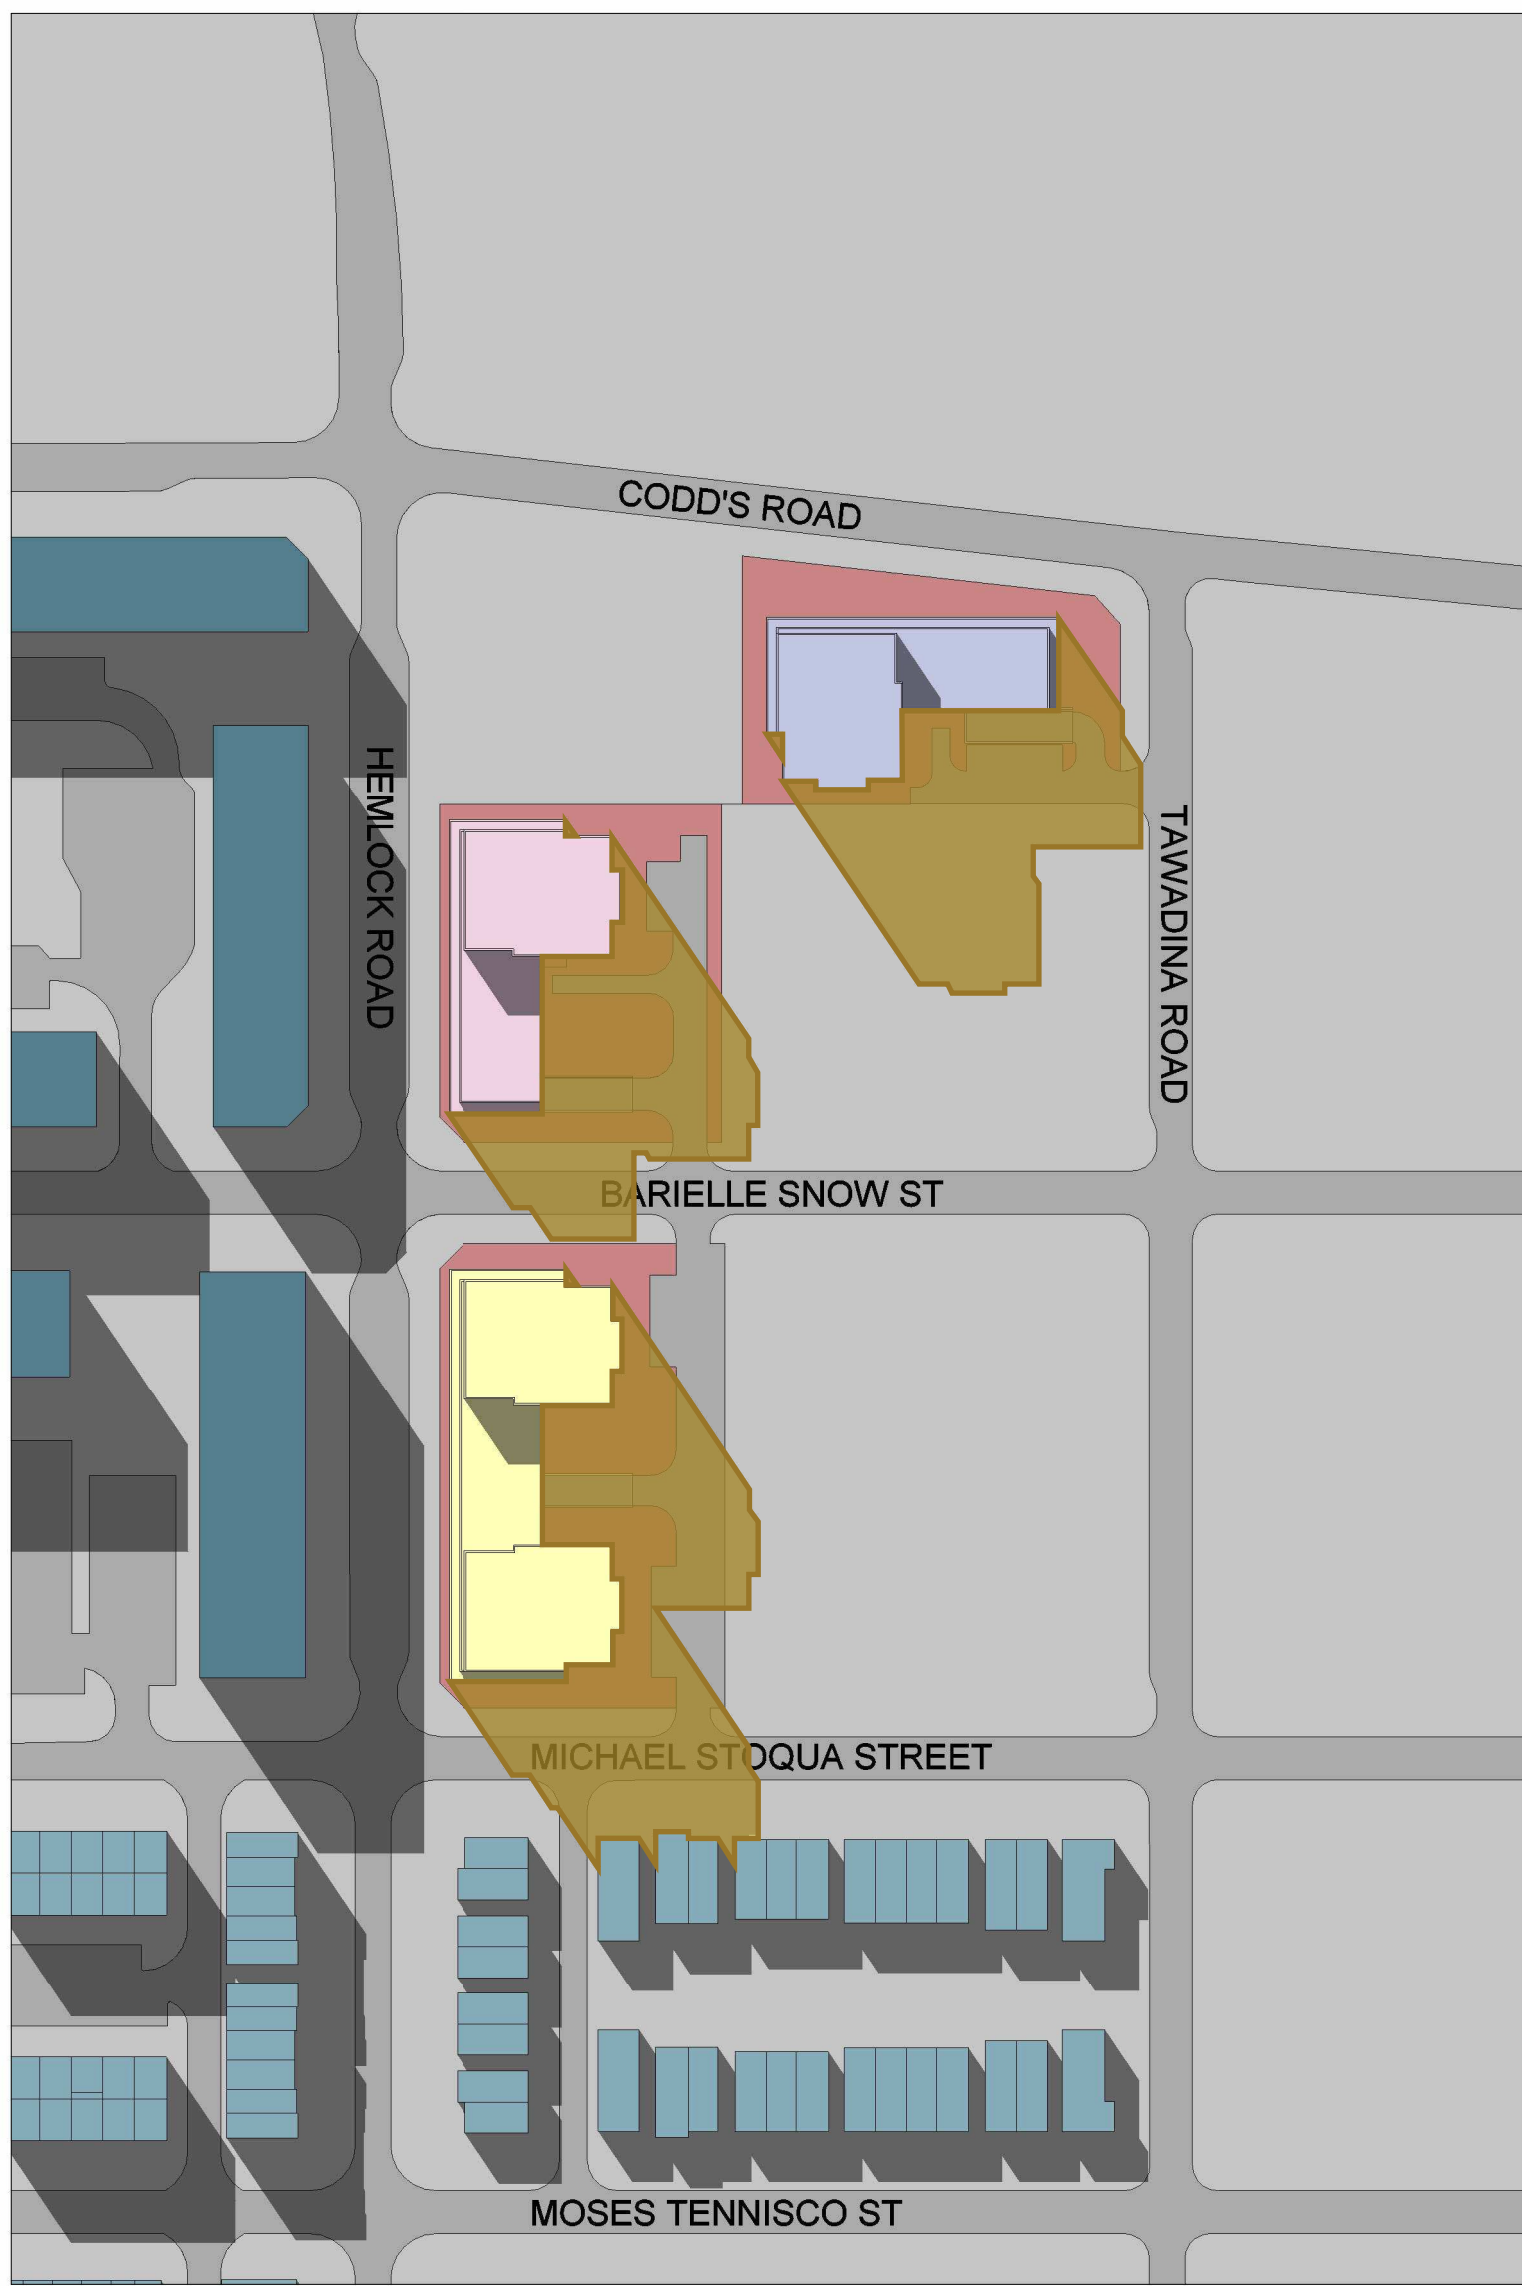 CODD'S ROAD
HEMLOCK ROAD
TAWADINA ROAD
BARIELLE SNOW ST
MICHAEL STOQUA STREET
MOSES TENNISCO ST